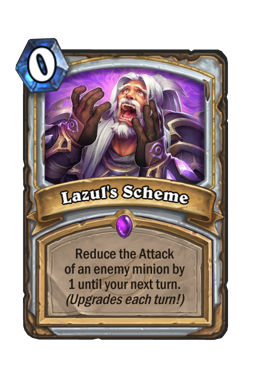 0
Lazul's Scheme
Reduce the Attack
of an enemy minion by
1 until your next turn.
(Upgrades each turn!)